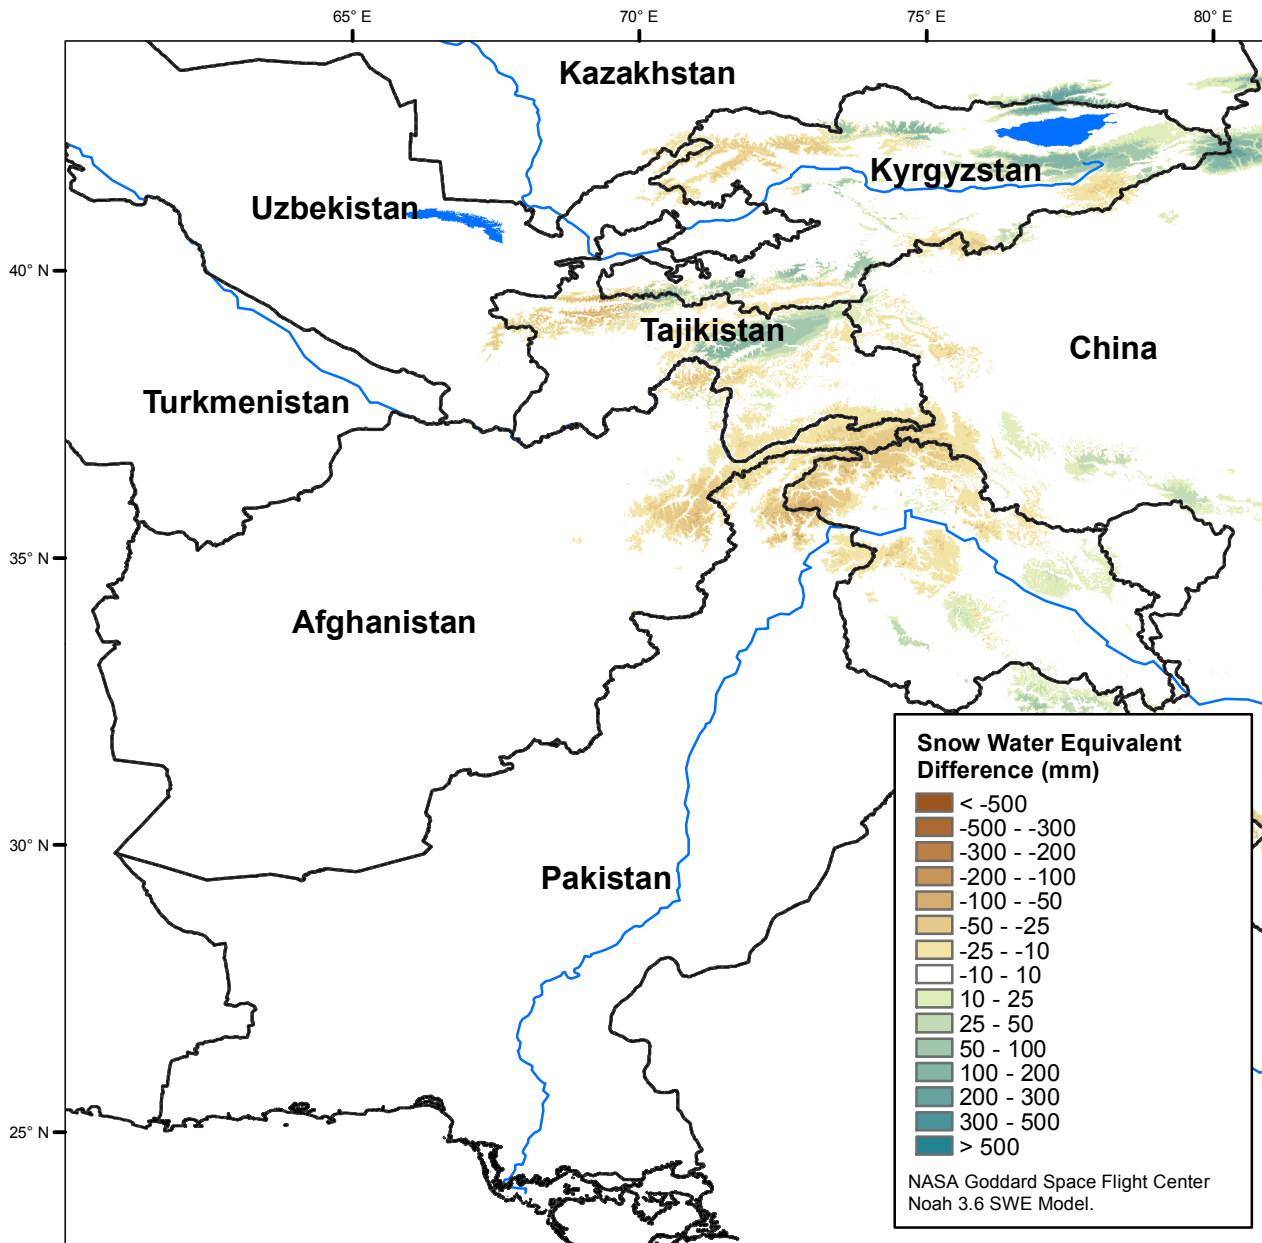 65° E
70° E
75° E
80° E
Kazakhstan
Kyrgyzstan
Uzbekistan
40° N
Tajikistan
China
Turkmenistan
35° N
Afghanistan
Snow Water Equivalent
Difference (mm)
< -500
-500 - -300
-300 - -200
-200 - -100
-100 - -50
-50 - -25
-25 - -10
-10 - 10
10 - 25
25 - 50
50 - 100
100 - 200
200 - 300
300 - 500
> 500
30° N
Pakistan
25° N
NASA Goddard Space Flight Center
Noah 3.6 SWE Model.